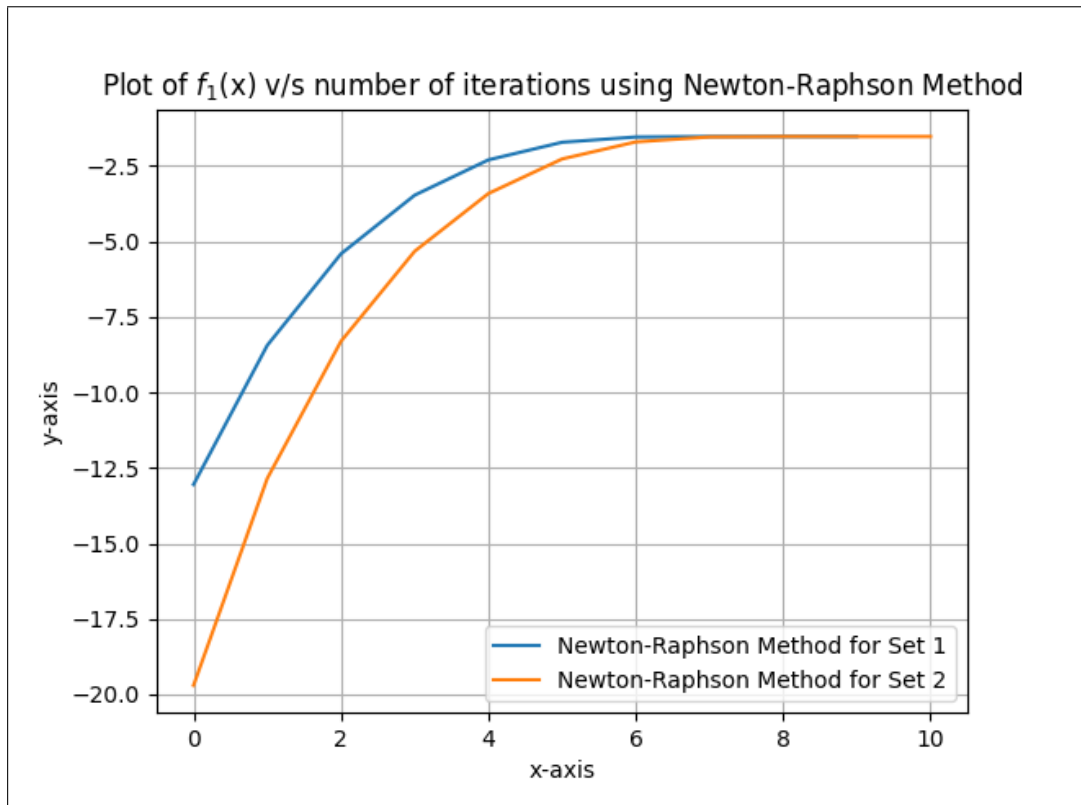 Plot of f₁(x) v/s number of iterations using Newton-Raphson Method
y-axis
−2.5
−5.0
−7.5
−10.0
−12.5
−15.0
−17.5
−20.0
Newton-Raphson Method for Set 1
Newton-Raphson Method for Set 2
0 2 4 6 8 10
x-axis